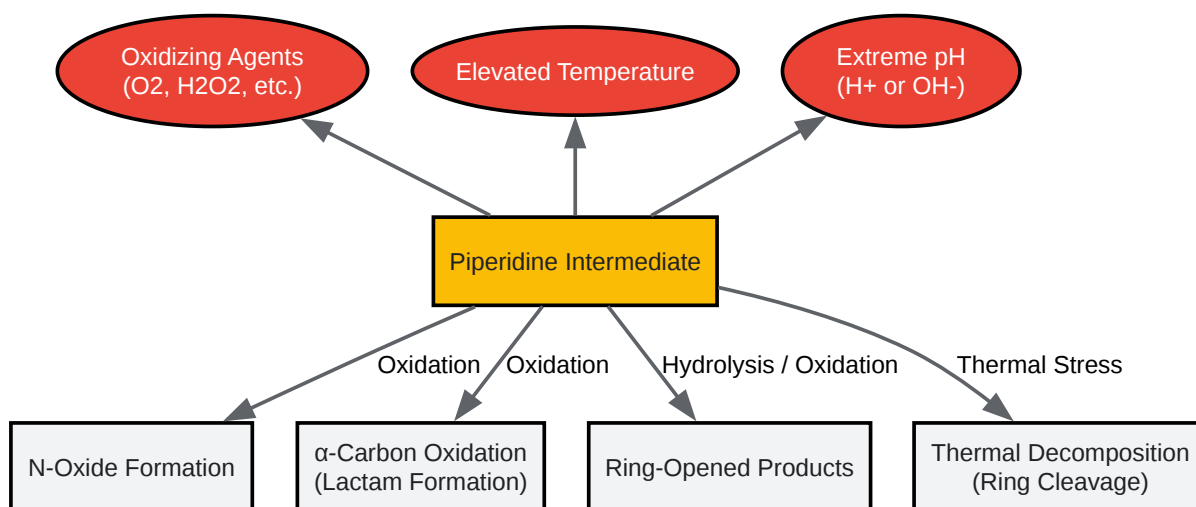 Oxidizing Agents
(O2, H2O2, etc.)
Elevated Temperature
Extreme pH
(H+ or OH-)
Piperidine Intermediate
Oxidation
Oxidation
Hydrolysis / Oxidation
Thermal Stress
N-Oxide Formation
α-Carbon Oxidation
(Lactam Formation)
Ring-Opened Products
Thermal Decomposition
(Ring Cleavage)